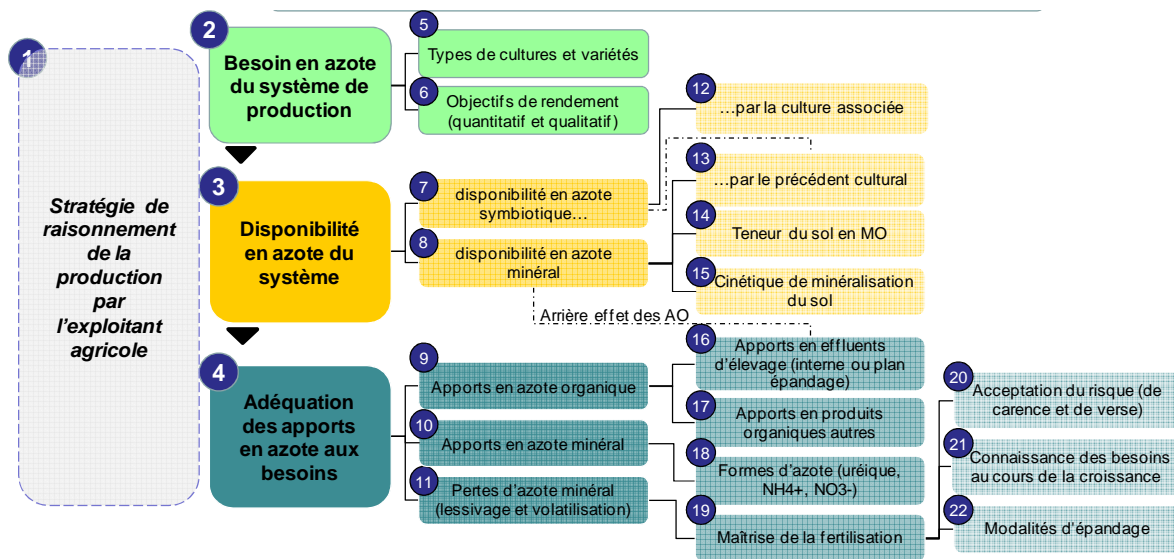 1
Stratégie de
raisonnement
de la
production
par
l'exploitant
agricole
2
Besoin en azote
du système de
production
5
Types de cultures et variétés
6
Objectifs de rendement
(quantitatif et qualitatif)
3
Disponibilité
en azote du
système
7
disponibilité en azote
symbiotique…
8
disponibilité en azote
minéral
12
…par la culture associée
13
…par le précédent cultural
14
Teneur du sol en MO
15
Cinétique de minéralisation
du sol
Arrière effet des AO
4
Adéquation
des apports
en azote aux
besoins
9
Apports en azote organique
10
Apports en azote minéral
11
Pertes d'azote minéral
(lessivage et volatilisation)
16
Apports en effluents
d'élevage (interne ou plan
épandage)
17
Apports en produits
organiques autres
18
Formes d'azote (uréique,
NH4+, NO3-)
19
Maîtrise de la fertilisation
20
Acceptation du risque (de
carence et de verse)
21
Connaissance des besoins
au cours de la croissance
22
Modalités d'épandage